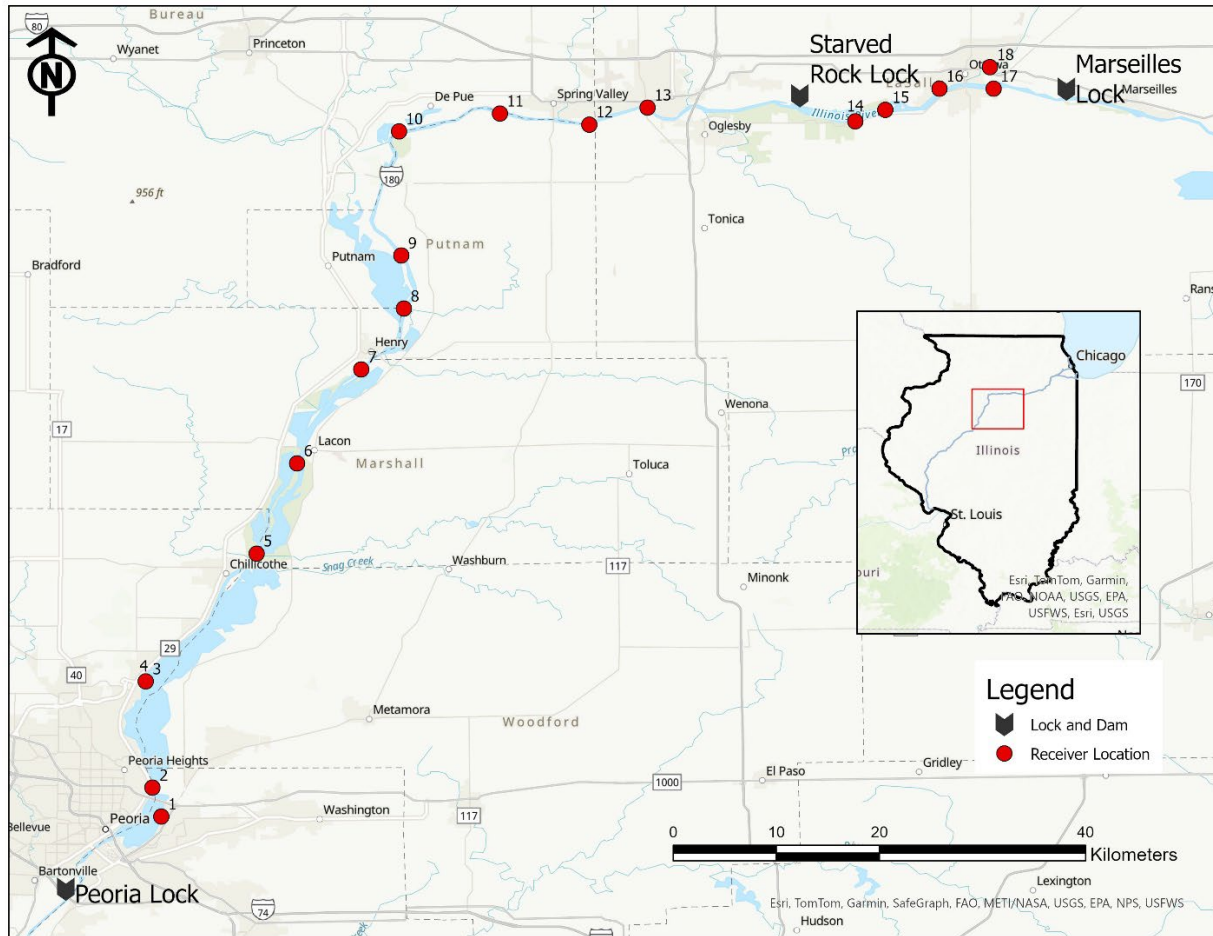 Bureau
80
Wyanet
Princeton
N
Starved
Rock Lock
LaSalle
Ottawa
18
16
17
Marseilles
Lock
Marseilles
De Pue
11
Spring Valley
13
10
12
Oglesby
14
15
Illinois River
180
956 ft
Tonica
Putnam
9
Putnam
Bradford
8
Henry
7
170
Wenona
17
Lacon
6
Marshall
Toluca
5
Chillicothe
Snag Creek
Washburn
117
Minonk
Chicago
Illinois
St. Louis
Esri, TomTom, Garmin,
FAO, NOAA, USGS, EPA,
USFWS, Esri, USGS
29
4 3
40
Metamora
Woodford
Legend
Lock and Dam
Receiver Location
Peoria Heights
2
1000
El Paso
Gridley
1
Peoria
Washington
117
Bellevue
0 10 20 40
Kilometers
Bartonville
Peoria Lock
74
Lexington
Hudson
Esri, TomTom, Garmin, SafeGraph, FAO, METI/NASA, USGS, EPA, NPS, USFWS